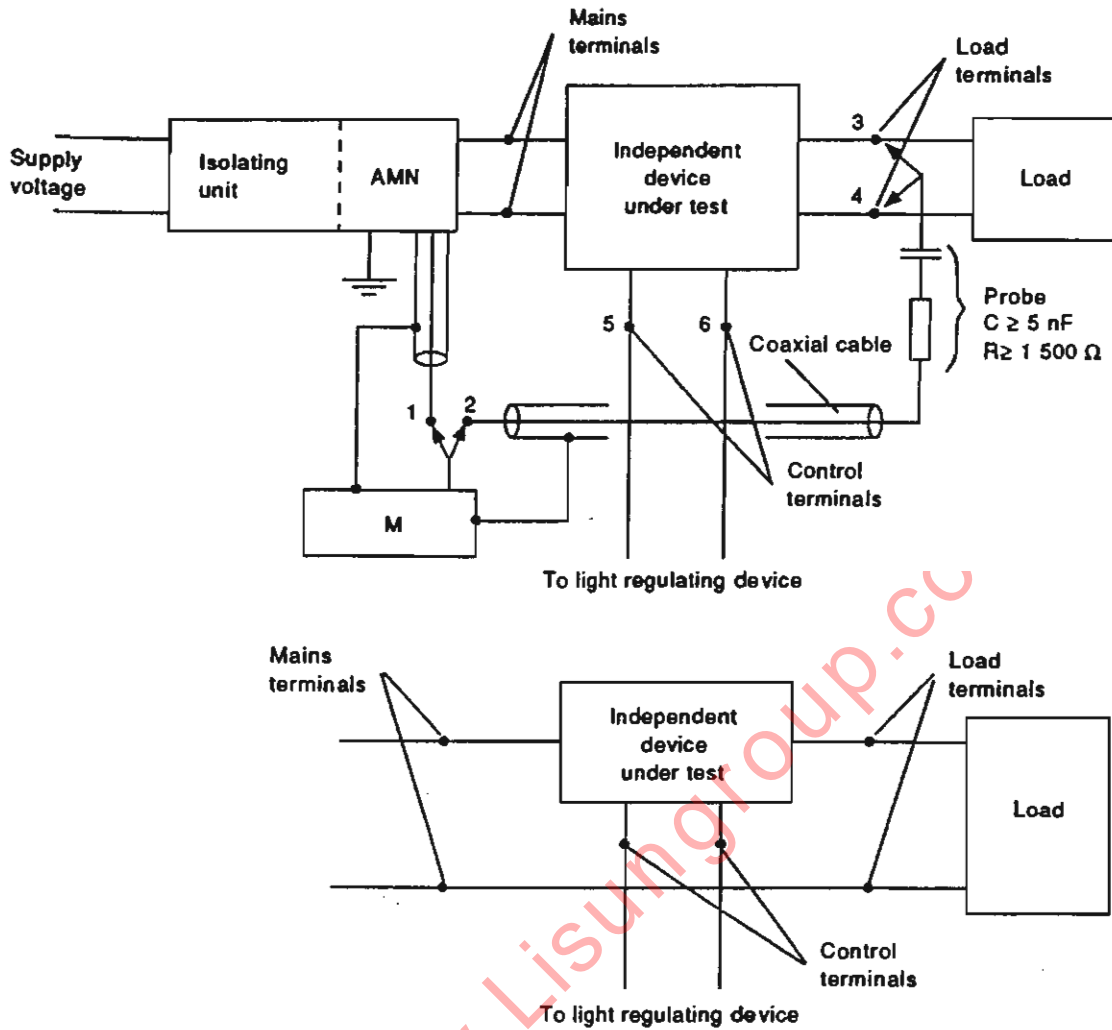 Mains
terminals
Load
terminals
Supply
voltage
Isolating
unit
AMN
Independent
device
under test
3
4
Load
Probe
C ≥ 5 nF
R≥ 1 500 Ω
5
6
Coaxial cable
1
2
Control
terminals
M
To light regulating device
Mains
terminals
Load
terminals
Independent
device
under test
Load
Control
terminals
To light regulating device
Lisungroup.co